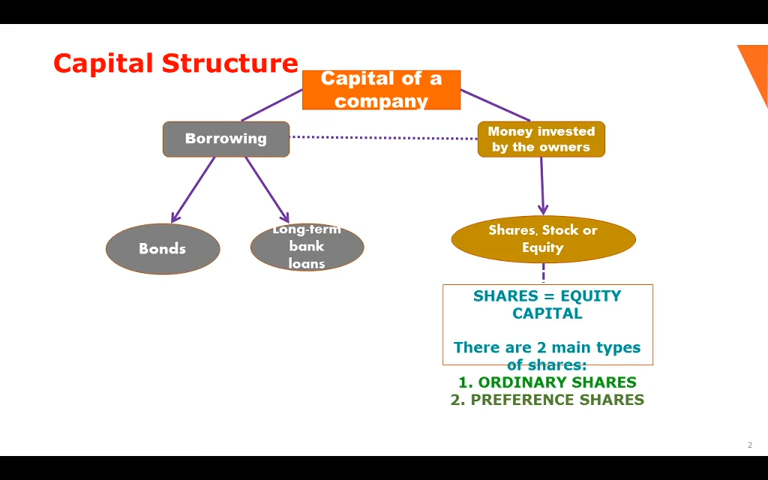 Capital Structure
Capital of a
company
Borrowing
Money invested
by the owners
Bonds
Long-term
bank
loans
Shares, Stock or
Equity
SHARES = EQUITY
CAPITAL
There are 2 main types
of shares:
1. ORDINARY SHARES
2. PREFERENCE SHARES
2